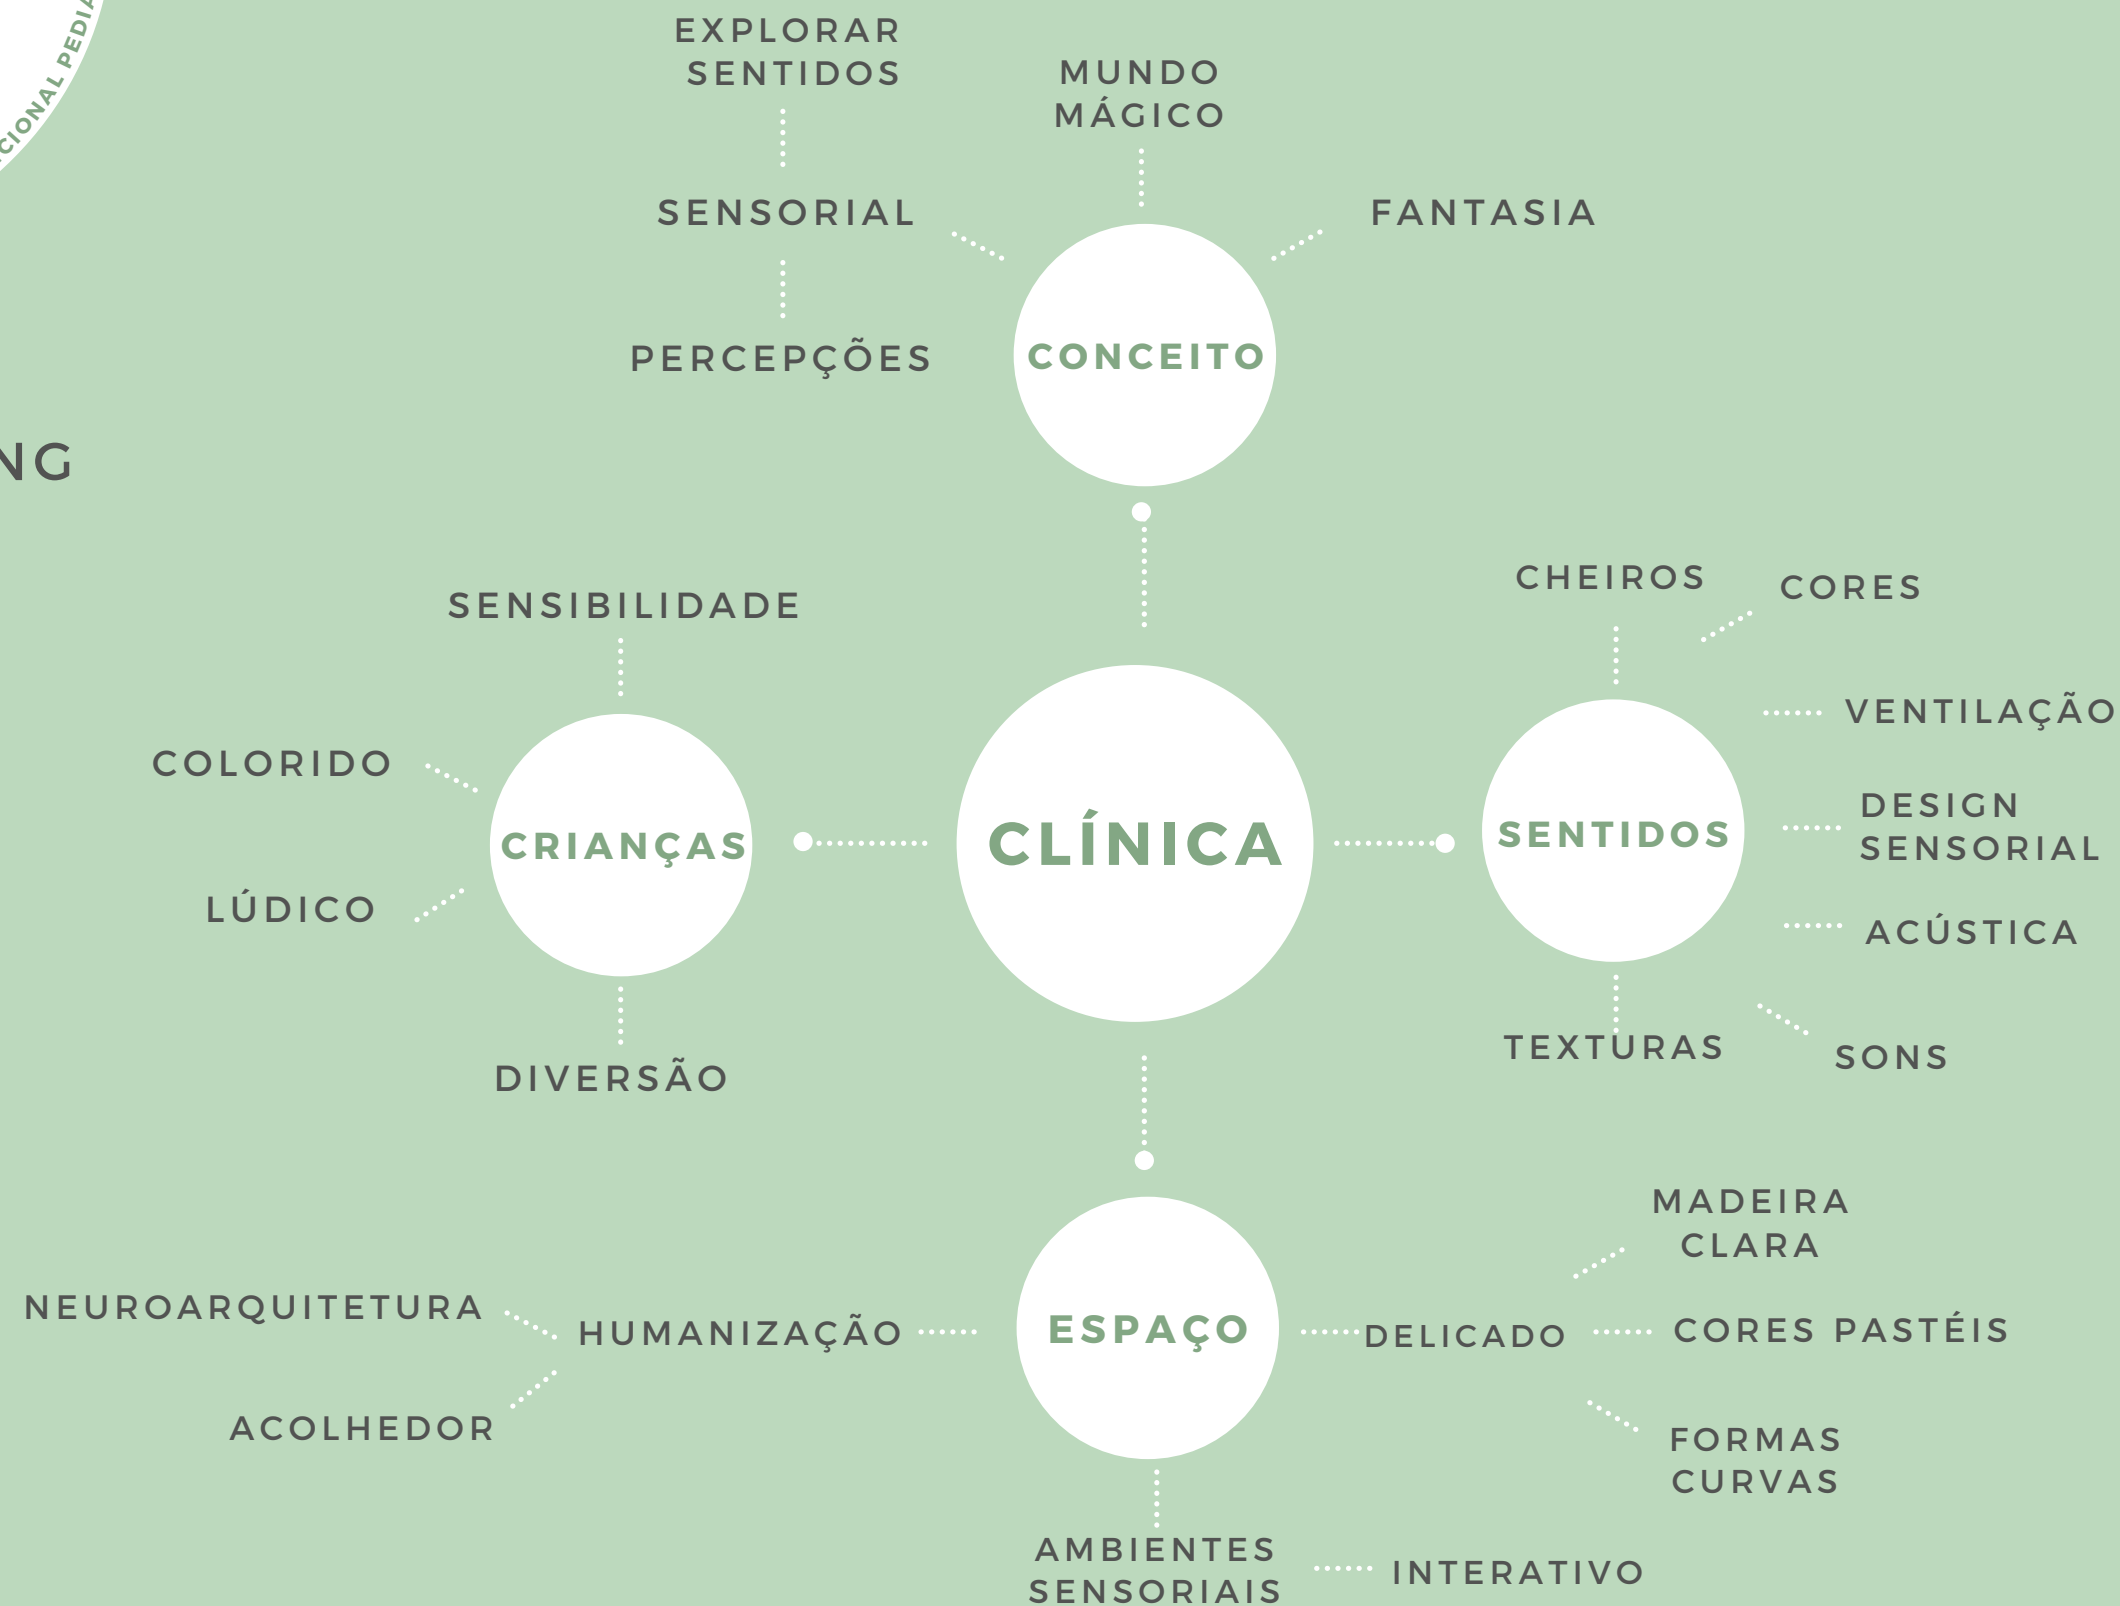 EXPLORAR
SENTIDOS
MUNDO
MÁGICO
SENSORIAL
FANTASIA
PERCEPÇÕES
CONCEITO
SENSIBILIDADE
COLORIDO
CRIANÇAS
LÚDICO
DIVERSÃO
CLÍNICA
CHEIROS
CORES
VENTILAÇÃO
SENTIDOS
DESIGN
SENSORIAL
ACÚSTICA
TEXTURAS
SONS
NEUROARQUITETURA
HUMANIZAÇÃO
ACOLHEDOR
ESPAÇO
DELICADO
MADEIRA
CLARA
CORES PASTÉIS
FORMAS
CURVAS
AMBIENTES
SENSORIAIS
INTERATIVO